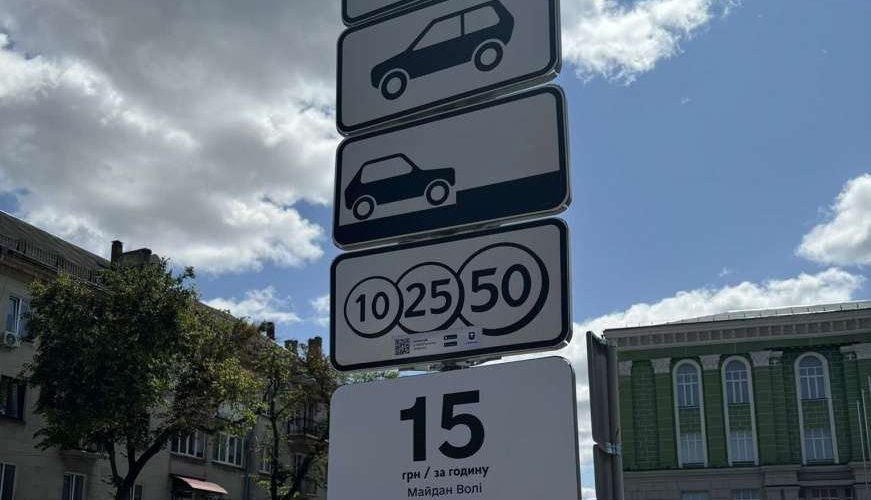 10 25 50
15
грн / за годину
Майдан Волі